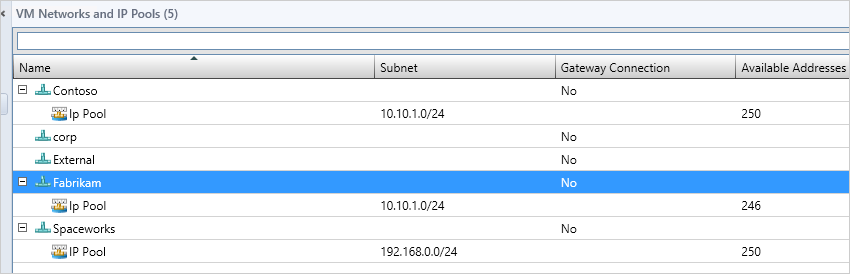 VM Networks and IP Pools (5)
Name Subnet Gateway Connection Available Addresses
Contoso No
Ip Pool 10.10.1.0/24 250
corp No
External No
Fabrikam No
Ip Pool 10.10.1.0/24 246
Spaceworks No
IP Pool 192.168.0.0/24 250